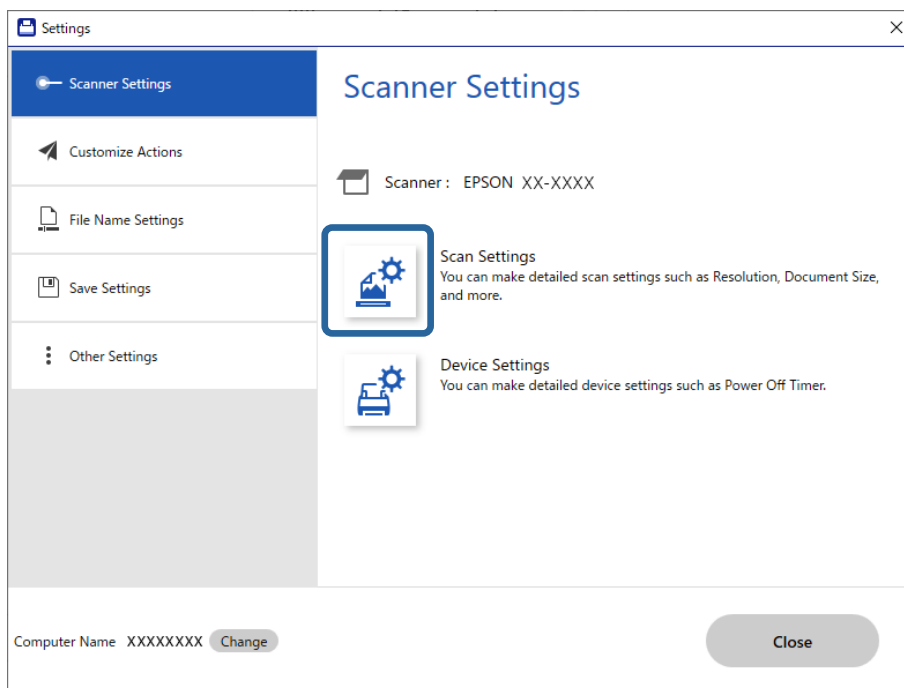 Settings
Scanner Settings
Customize Actions
File Name Settings
Save Settings
Other Settings
Scanner Settings
Scanner : EPSON XX-XXXX
Scan Settings
You can make detailed scan settings such as Resolution, Document Size,
and more.
Device Settings
You can make detailed device settings such as Power Off Timer.
Computer Name XXXXXXXX Change
Close